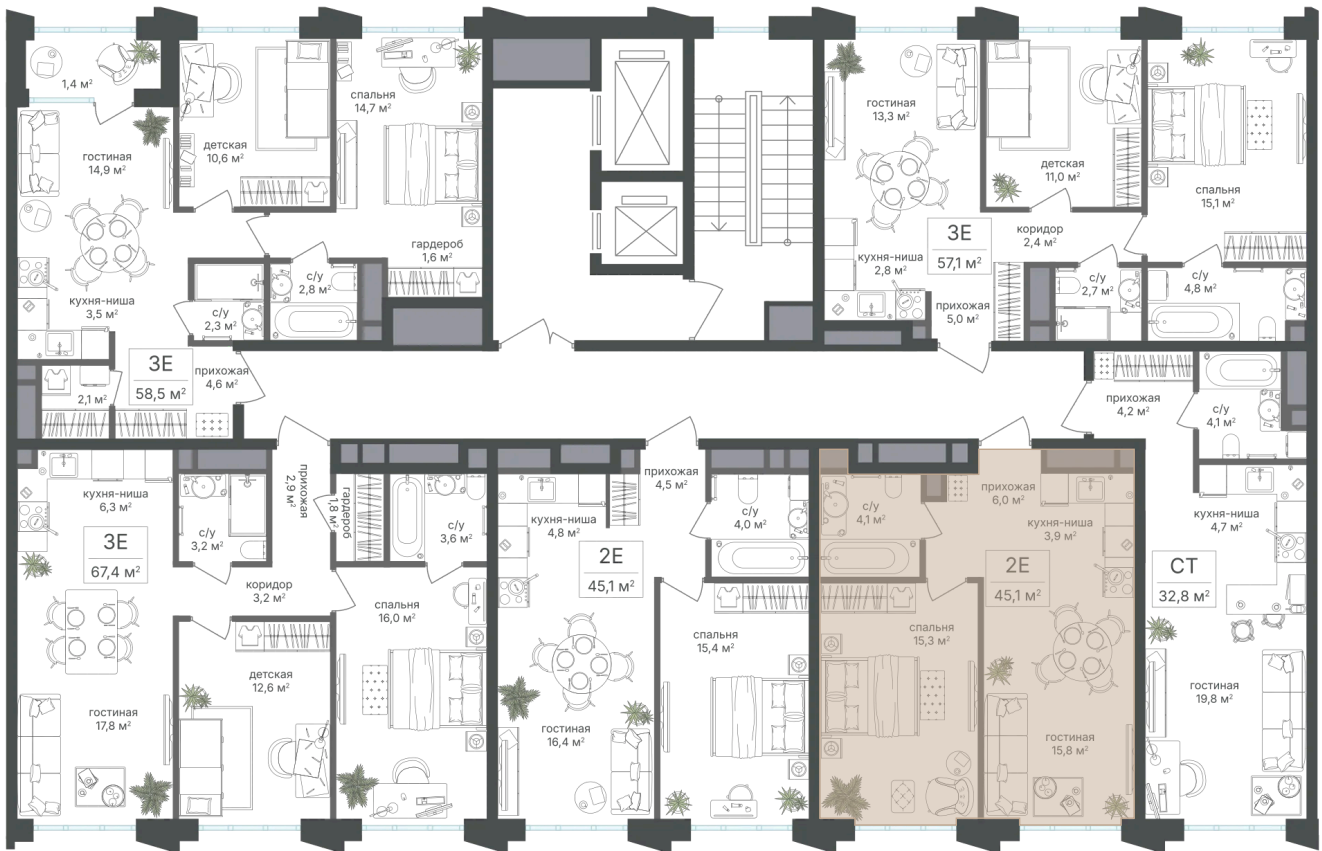 1,4 м²
гостиная
14,9 м²
кухня-ниша
3,5 м²
детская
10,6 м²
спальня
14,7 м²
гардероб
1,6 м²
с/у
2,8 м²
с/у
2,3 м²
3Е
58,5 м²
прихожая
4,6 м²
2,1 м²
гостиная
13,3 м²
кухня-ниша
2,8 м²
3Е
57,1 м²
прихожая
5,0 м²
детская
11,0 м²
коридор
2,4 м²
спальня
15,1 м²
с/у
2,7 м²
с/у
4,8 м²
кухня-ниша
6,3 м²
3Е
67,4 м²
с/у
3,2 м²
прихожая
2,9 м²
гардероб
1,8 м²
с/у
3,6 м²
коридор
3,2 м²
спальня
16,0 м²
детская
12,6 м²
гостиная
17,8 м²
прихожая
4,5 м²
кухня-ниша
4,8 м²
с/у
4,0 м²
2Е
45,1 м²
спальня
15,4 м²
гостиная
16,4 м²
с/у
4,1 м²
прихожая
6,0 м²
кухня-ниша
3,9 м²
2Е
45,1 м²
спальня
15,3 м²
гостиная
15,8 м²
прихожая
4,2 м²
с/у
4,1 м²
кухня-ниша
4,7 м²
СТ
32,8 м²
гостиная
19,8 м²